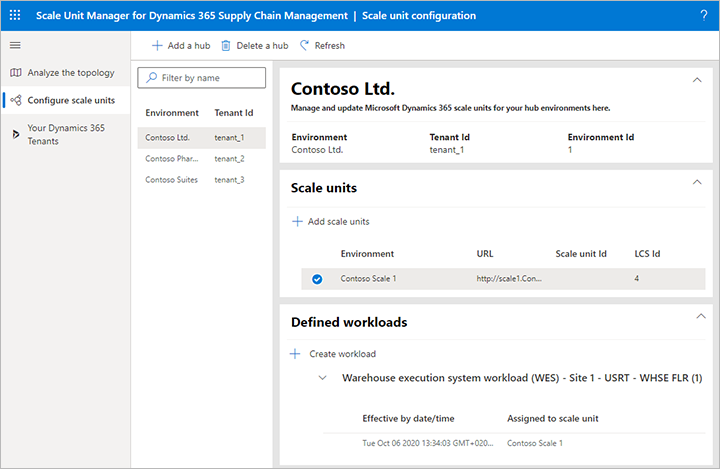 Scale Unit Manager for Dynamics 365 Supply Chain Management | Scale unit configuration ?
Add a hub Delete a hub Refresh
Analyze the topology
Configure scale units
Your Dynamics 365
Tenants
Filter by name
Environment Tenant Id
Contoso Ltd. tenant_1
Contoso Phar... tenant_2
Contoso Suites tenant_3
Contoso Ltd.
Manage and update Microsoft Dynamics 365 scale units for your hub environments here.
Environment Tenant Id Environment Id
Contoso Ltd. tenant_1 1
Scale units
Add scale units
Environment URL Scale unit Id LCS Id
Contoso Scale 1 http://scale1.Con... 4
Defined workloads
Create workload
Warehouse execution system workload (WES) - Site 1 - USRT - WHSE FLR (1)
Effective by date/time Assigned to scale unit
Tue Oct 06 2020 13:34:03 GMT+020... Contoso Scale 1